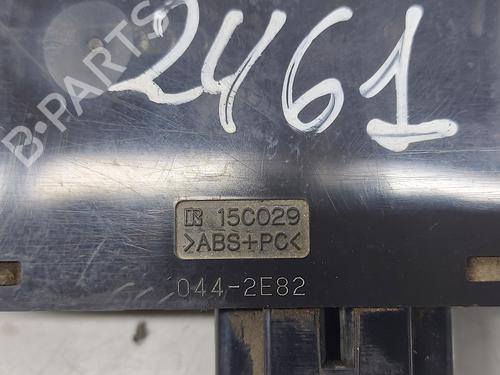 2461
B-PARTS
R 15C029
>ABS+PC<
044-2E82